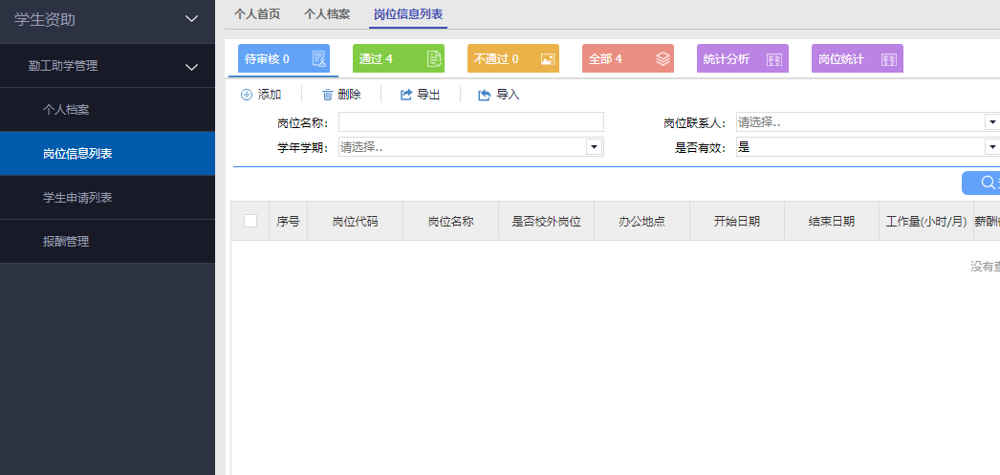 学生资助
勤工助学管理
个人档案
岗位信息列表
学生申请列表
报酬管理
个人首页 个人档案 岗位信息列表
待审核 0 通过 4 不通过 0 全部 4 统计分析 岗位统计
添加 删除 导出 导入
岗位名称: 岗位联系人: 请选择..
学年学期: 请选择.. 是否有效: 是
序号 岗位代码 岗位名称 是否校外岗位 办公地点 开始日期 结束日期 工作量(小时/月) 薪酬
没有